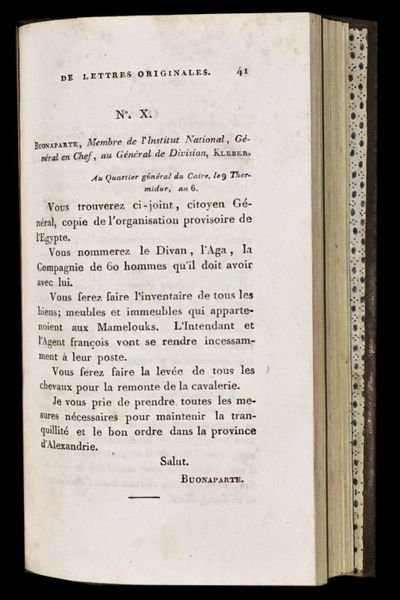 DE LETTRES ORIGINALES. 41
N°. X.
BUONAPARTE, Membre de l'Institut National, Gé-
néral en Chef, au Général de Division, KLEBER.
Au Quartier général du Caire, le 9 Ther-
midor, an 6.
Vous trouverez ci-joint, citoyen Gé-
néral, copie de l'organisation provisoire de
l'Egypte.
Vous nommerez le Divan, l'Aga, la
Compagnie de 60 hommes qu'il doit avoir
avec lui.
Vous ferez faire l'inventaire de tous les
biens; meubles et immeubles qui apparte-
noient aux Mamelouks. L'Intendant et
l'Agent françois vont se rendre incessam-
ment à leur poste.
Vous ferez faire la levée de tous les
chevaux pour la remonte de la cavalerie.
Je vous prie de prendre toutes les me-
sures nécessaires pour maintenir la tran-
quillité et le bon ordre dans la province
d'Alexandrie.
Salut.
BUONAPARTE.